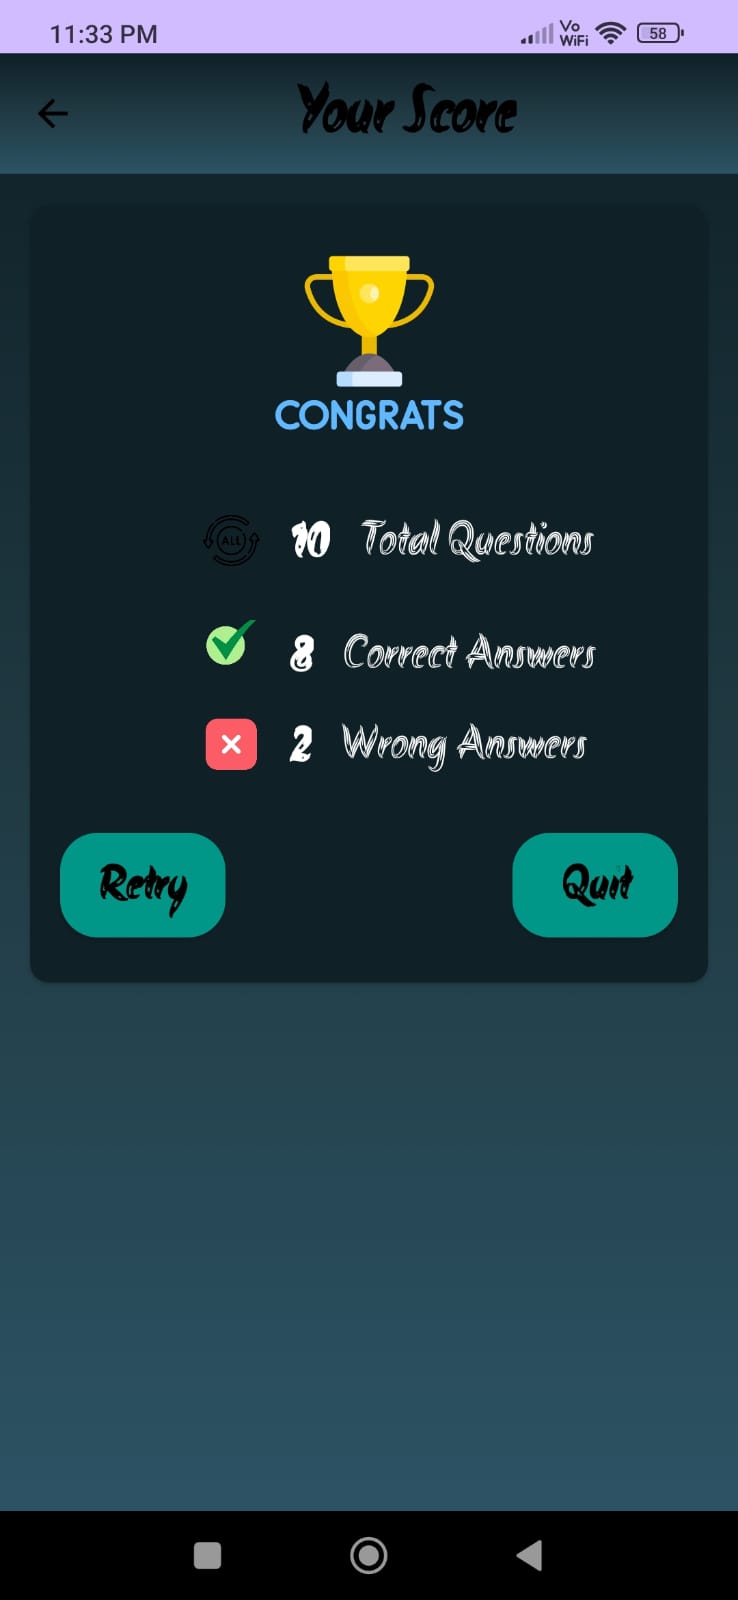 11:33 PM
Vo
WiFi
58
Your Score
CONGRATS
ALL
10 Total Questions
8 Correct Answers
2 Wrong Answers
Retry
Quit